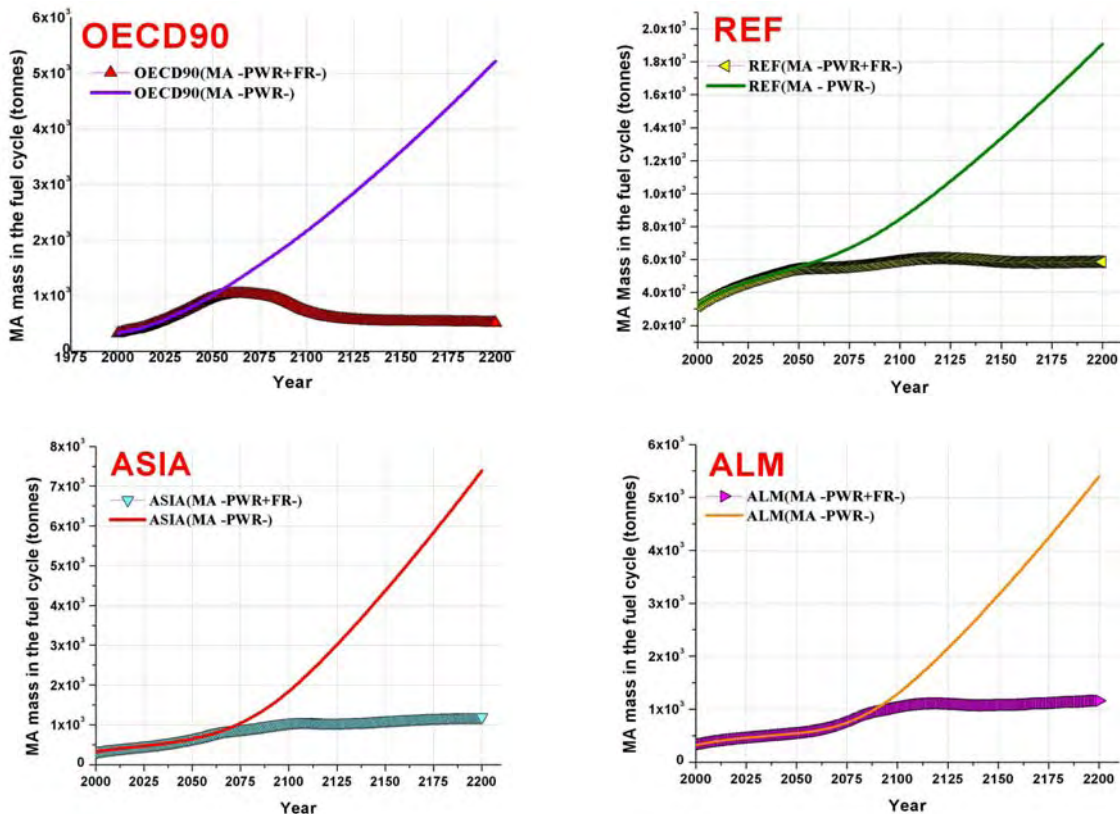 OECD90
OECD90(MA -PWR+FR-)
OECD90(MA -PWR-)
MA mass in the fuel cycle (tonnes)
6x10³
5x10³
4x10³
3x10³
2x10³
1x10³
0
1975 2000 2025 2050 2075 2100 2125 2150 2175 2200
Year
REF
REF(MA -PWR+FR-)
REF(MA - PWR-)
MA Mass in the fuel cycle (tonnes)
2.0x10³
1.8x10³
1.6x10³
1.4x10³
1.2x10³
1.0x10³
8.0x10²
6.0x10²
4.0x10²
2.0x10²
2000 2025 2050 2075 2100 2125 2150 2175 2200
Year
ASIA
ASIA(MA -PWR+FR-)
ASIA(MA -PWR-)
MA mass in the fuel cycle (tonnes)
8x10³
7x10³
6x10³
5x10³
4x10³
3x10³
2x10³
1x10³
0
2000 2025 2050 2075 2100 2125 2150 2175 2200
Year
ALM
ALM(MA -PWR+FR-)
ALM(MA -PWR-)
MA mass in the fuel cycle (tonnes)
6x10³
5x10³
4x10³
3x10³
2x10³
1x10³
0
2000 2025 2050 2075 2100 2125 2150 2175 2200
Year